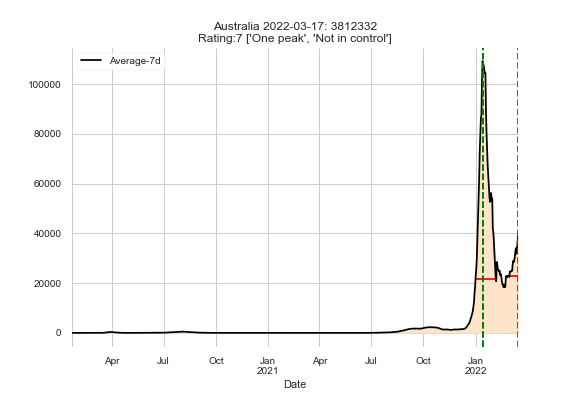 Australia 2022-03-17: 3812332
Rating:7 ['One peak', 'Not in control']
Average-7d
100000
80000
60000
40000
20000
0
Apr Jul Oct Jan Apr Jul Oct Jan
2021 2022
Date